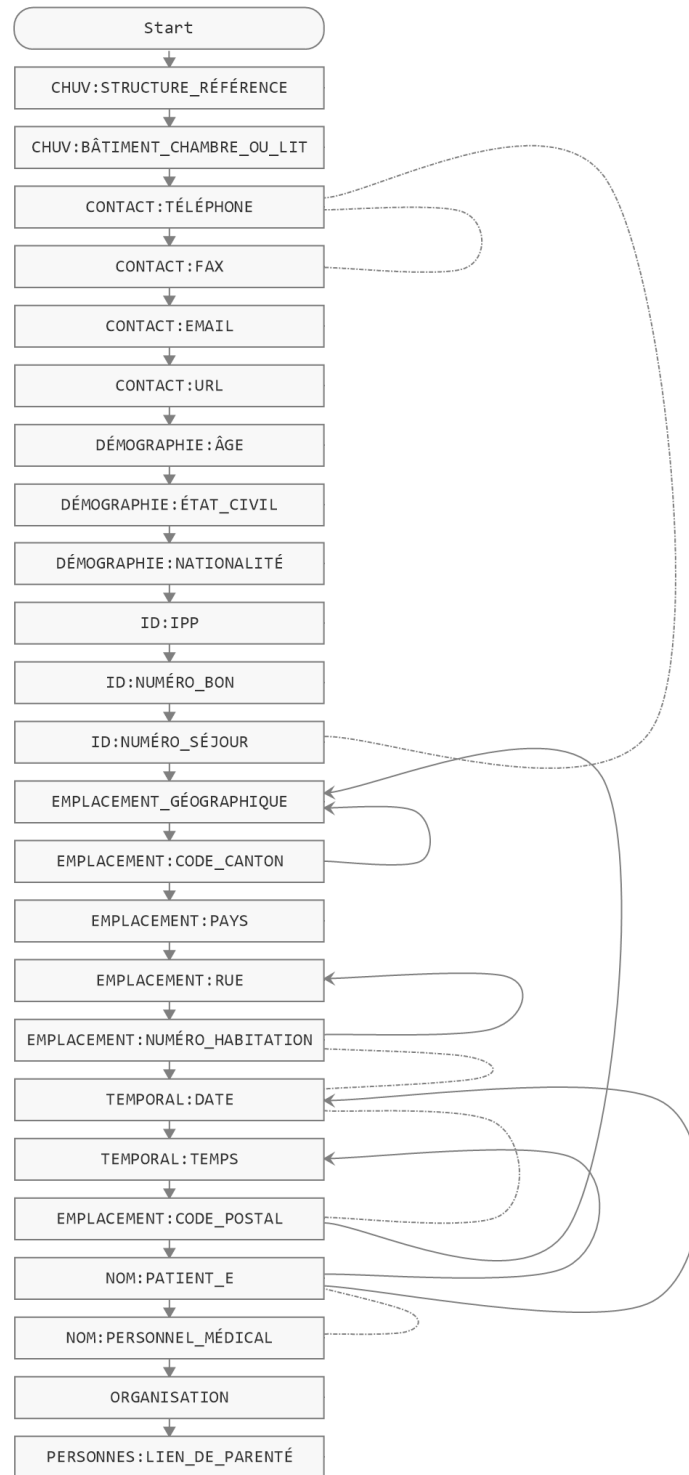 Start
CHUV:STRUCTURE_RÉFÉRENCE
CHUV:BÂTIMENT_CHAMBRE_OU_LIT
CONTACT:TÉLÉPHONE
CONTACT:FAX
CONTACT:EMAIL
CONTACT:URL
DÉMOGRAPHIE:ÂGE
DÉMOGRAPHIE:ÉTAT_CIVIL
DÉMOGRAPHIE:NATIONALITÉ
ID:IPP
ID:NUMÉRO_BON
ID:NUMÉRO_SÉJOUR
EMPLACEMENT_GÉOGRAPHIQUE
EMPLACEMENT:CODE_CANTON
EMPLACEMENT:PAYS
EMPLACEMENT:RUE
EMPLACEMENT:NUMÉRO_HABITATION
TEMPORAL:DATE
TEMPORAL:TEMPS
EMPLACEMENT:CODE_POSTAL
NOM:PATIENT_E
NOM:PERSONNEL_MÉDICAL
ORGANISATION
PERSONNES:LIEN_DE_PARENTÉ